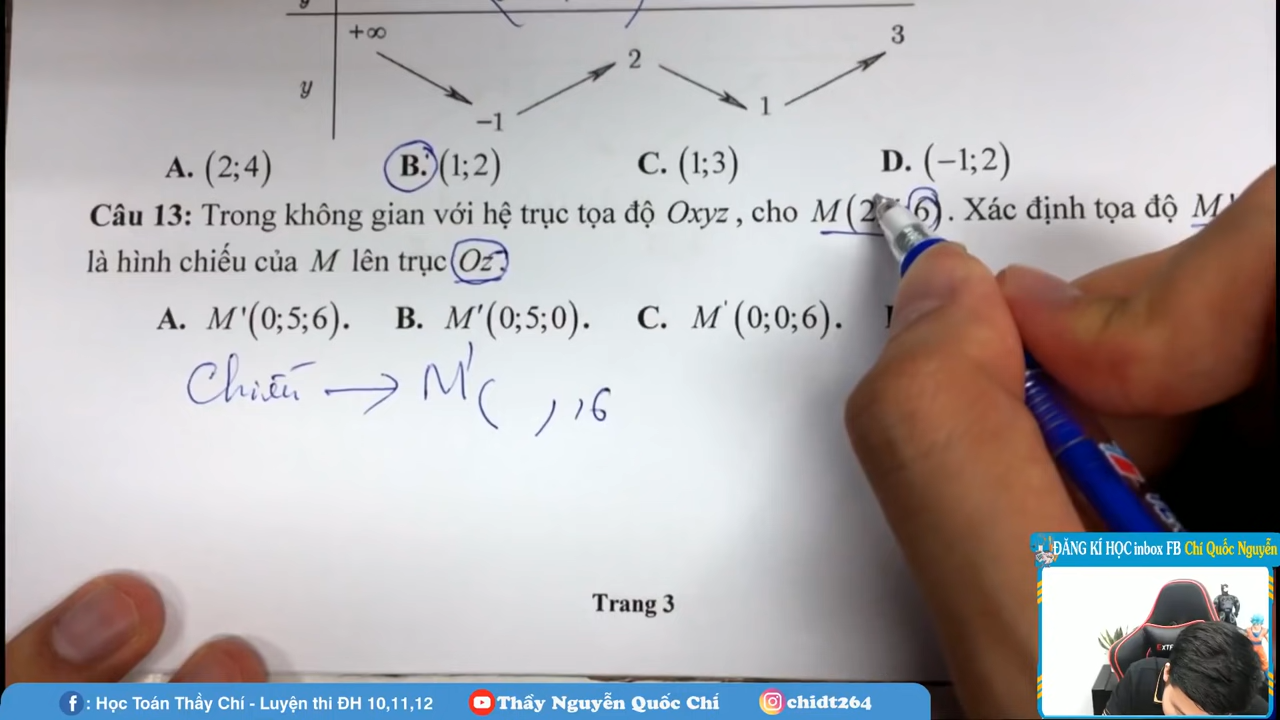 +∞ 2 3
y −1 1
A. (2;4) B. (1;2) C. (1;3) D. (−1;2)
Câu 13: Trong không gian với hệ trục tọa độ Oxyz, cho M(2 6). Xác định tọa độ M'
là hình chiếu của M lên trục Oz.
A. M'(0;5;6). B. M'(0;5;0). C. M'(0;0;6).
Chiếu → M'( , ,6
Trang 3
ĐĂNG KÍ HỌC inbox FB Chí Quốc Nguyễn
: Học Toán Thầy Chí - Luyện thi ĐH 10,11,12 Thầy Nguyễn Quốc Chí chidt264